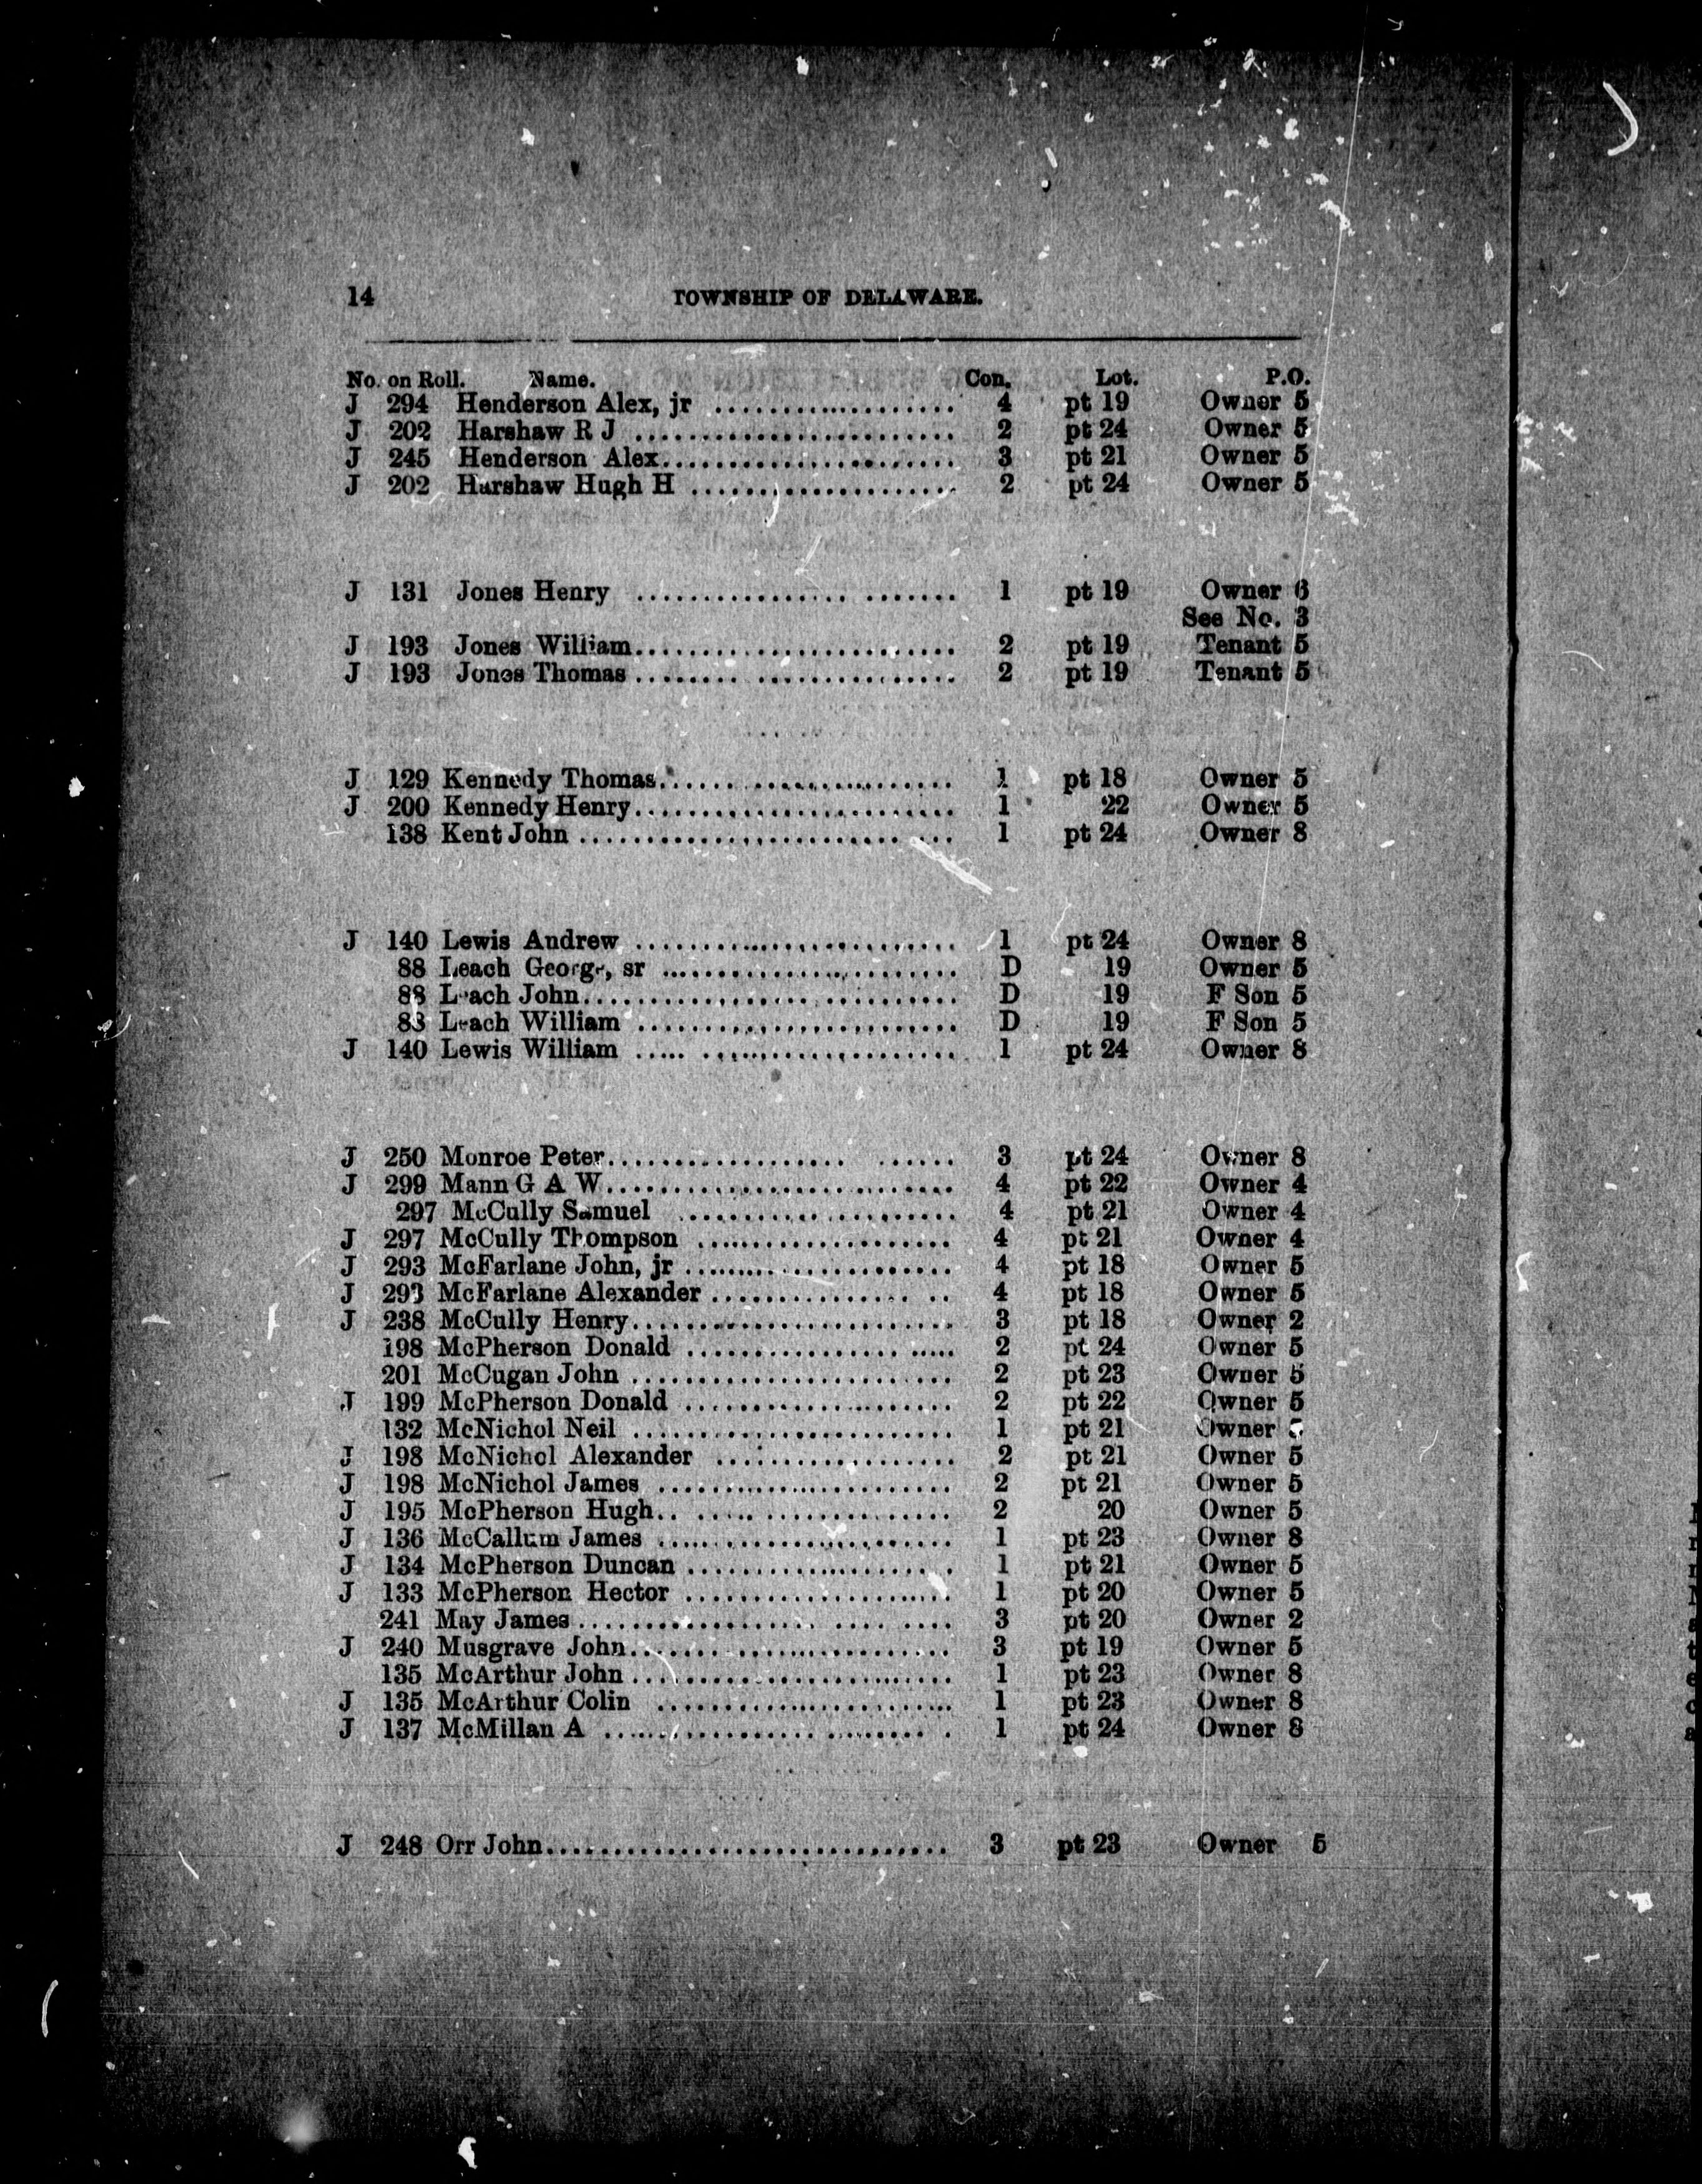 14 TOWNSHIP OF DELAWARE.
No. on Roll. Name. Con. Lot. P.O.
J 294 Henderson Alex, jr .................. 4 pt 19 Owner 5
J 202 Harshaw R J ........................ 2 pt 24 Owner 5
J 245 Henderson Alex...................... 3 pt 21 Owner 5
J 202 Harshaw Hugh H .................... 2 pt 24 Owner 5
J 131 Jones Henry ................ ....... 1 pt 19 Owner 6
See No. 3
J 193 Jones William........................ 2 pt 19 Tenant 5
J 193 Jones Thomas........ ............... 2 pt 19 Tenant 5
J 129 Kennedy Thomas...... ............... 1 pt 18 Owner 5
J 200 Kennedy Henry........................ 1 22 Owner 5
138 Kent John ........................ ... 1 pt 24 Owner 8
J 140 Lewis Andrew ........................ 1 pt 24 Owner 8
88 Leach George, sr ...................... D 19 Owner 5
88 Leach John............................ D 19 F Son 5
88 Leach William ........................ D 19 F Son 5
J 140 Lewis William ..... ................... 1 pt 24 Owner 8
J 250 Monroe Peter.................. ...... 3 pt 24 Owner 8
J 299 Mann G A W.......................... 4 pt 22 Owner 4
297 McCully Samuel ..................... 4 pt 21 Owner 4
J 297 McCully Thompson ................... 4 pt 21 Owner 4
J 293 McFarlane John, jr .................... 4 pt 18 Owner 5
J 293 McFarlane Alexander ............... .. 4 pt 18 Owner 5
J 238 McCully Henry........................ 3 pt 18 Owner 2
198 McPherson Donald ................ ..... 2 pt 24 Owner 5
201 McCugan John ........................ 2 pt 23 Owner 5
J 199 McPherson Donald .................... 2 pt 22 Owner 5
132 McNichol Neil ........................ 1 pt 21 Owner
J 198 McNichol Alexander .................. 2 pt 21 Owner 5
J 198 McNichol James ...................... 2 pt 21 Owner 5
J 195 McPherson Hugh.. ..... .............. 2 20 Owner 5
J 136 McCallum James ...................... 1 pt 23 Owner 8
J 134 McPherson Duncan .................... 1 pt 21 Owner 5
J 133 McPherson Hector .................... 1 pt 20 Owner 5
241 May James.................. .... .... 3 pt 20 Owner 2
J 240 Musgrave John........................ 3 pt 19 Owner 5
135 McArthur John ........................ 1 pt 23 Owner 8
J 135 McArthur Colin ...................... 1 pt 23 Owner 8
J 137 McMillan A ................ ........ . 1 pt 24 Owner 8
J 248 Orr John.............................. 3 pt 23 Owner 5